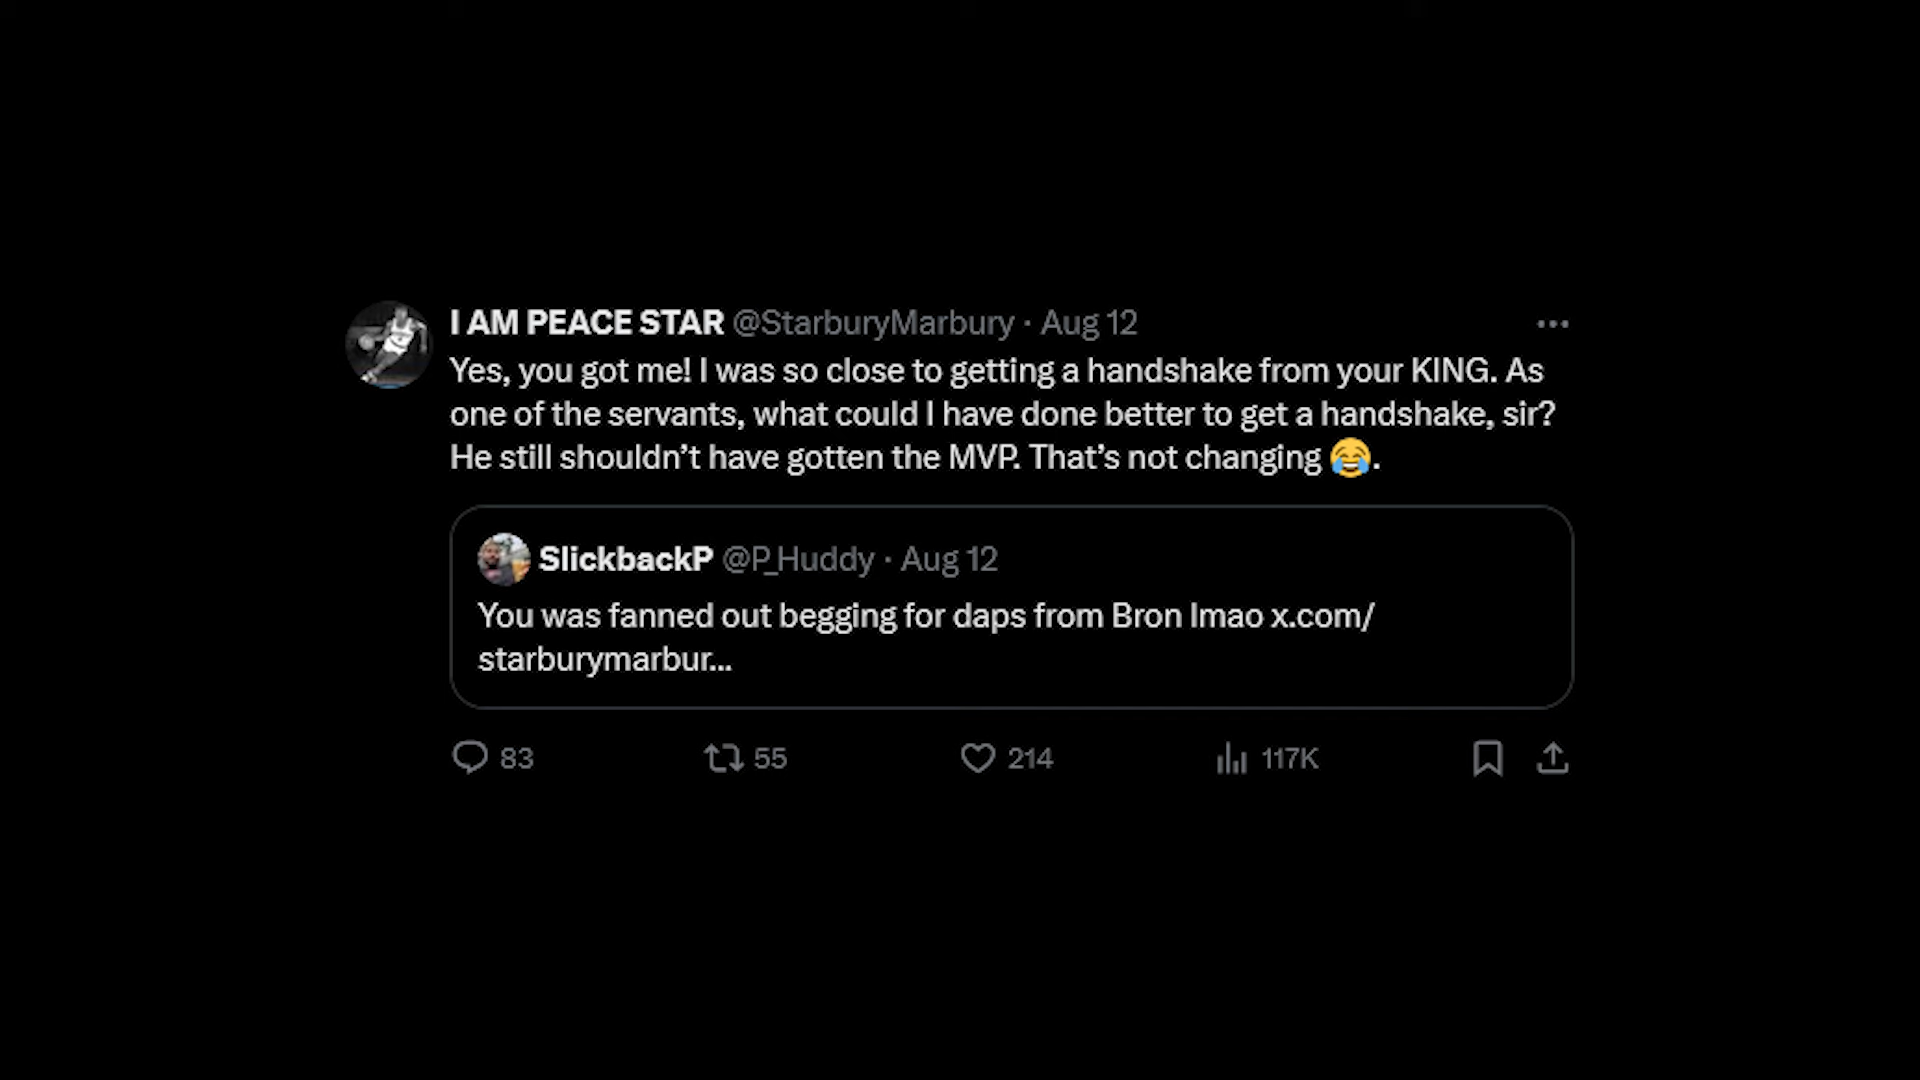 I AM PEACE STAR @StarburyMarbury · Aug 12
Yes, you got me! I was so close to getting a handshake from your KING. As
one of the servants, what could I have done better to get a handshake, sir?
He still shouldn’t have gotten the MVP. That’s not changing 😂.
SlickbackP @P_Huddy · Aug 12
You was fanned out begging for daps from Bron lmao x.com/
starburymarbur...
83 55 214 117K